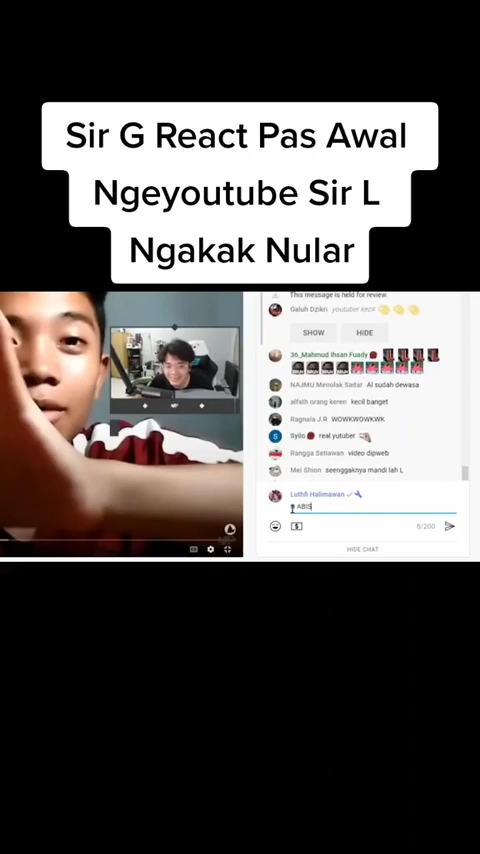 Sir G React Pas Awal
Ngeyoutube Sir L
Ngakak Nular
This message is held for review.
Galuh Dzikri youtuber kecil
SHOW HIDE
36_Mahmud Ihsan Fuady
NAJMU Menolak Sadar Al sudah dewasa
alfatih orang keren kecil banget
Ragnala J.R WOWKWOWKWK
S Syilo real yutuber
Rangga Setiawan video dipweb
Mei Shion seenggaknya mandi lah L
Luthfi Halimawan
ABIS
6/200
HIDE CHAT